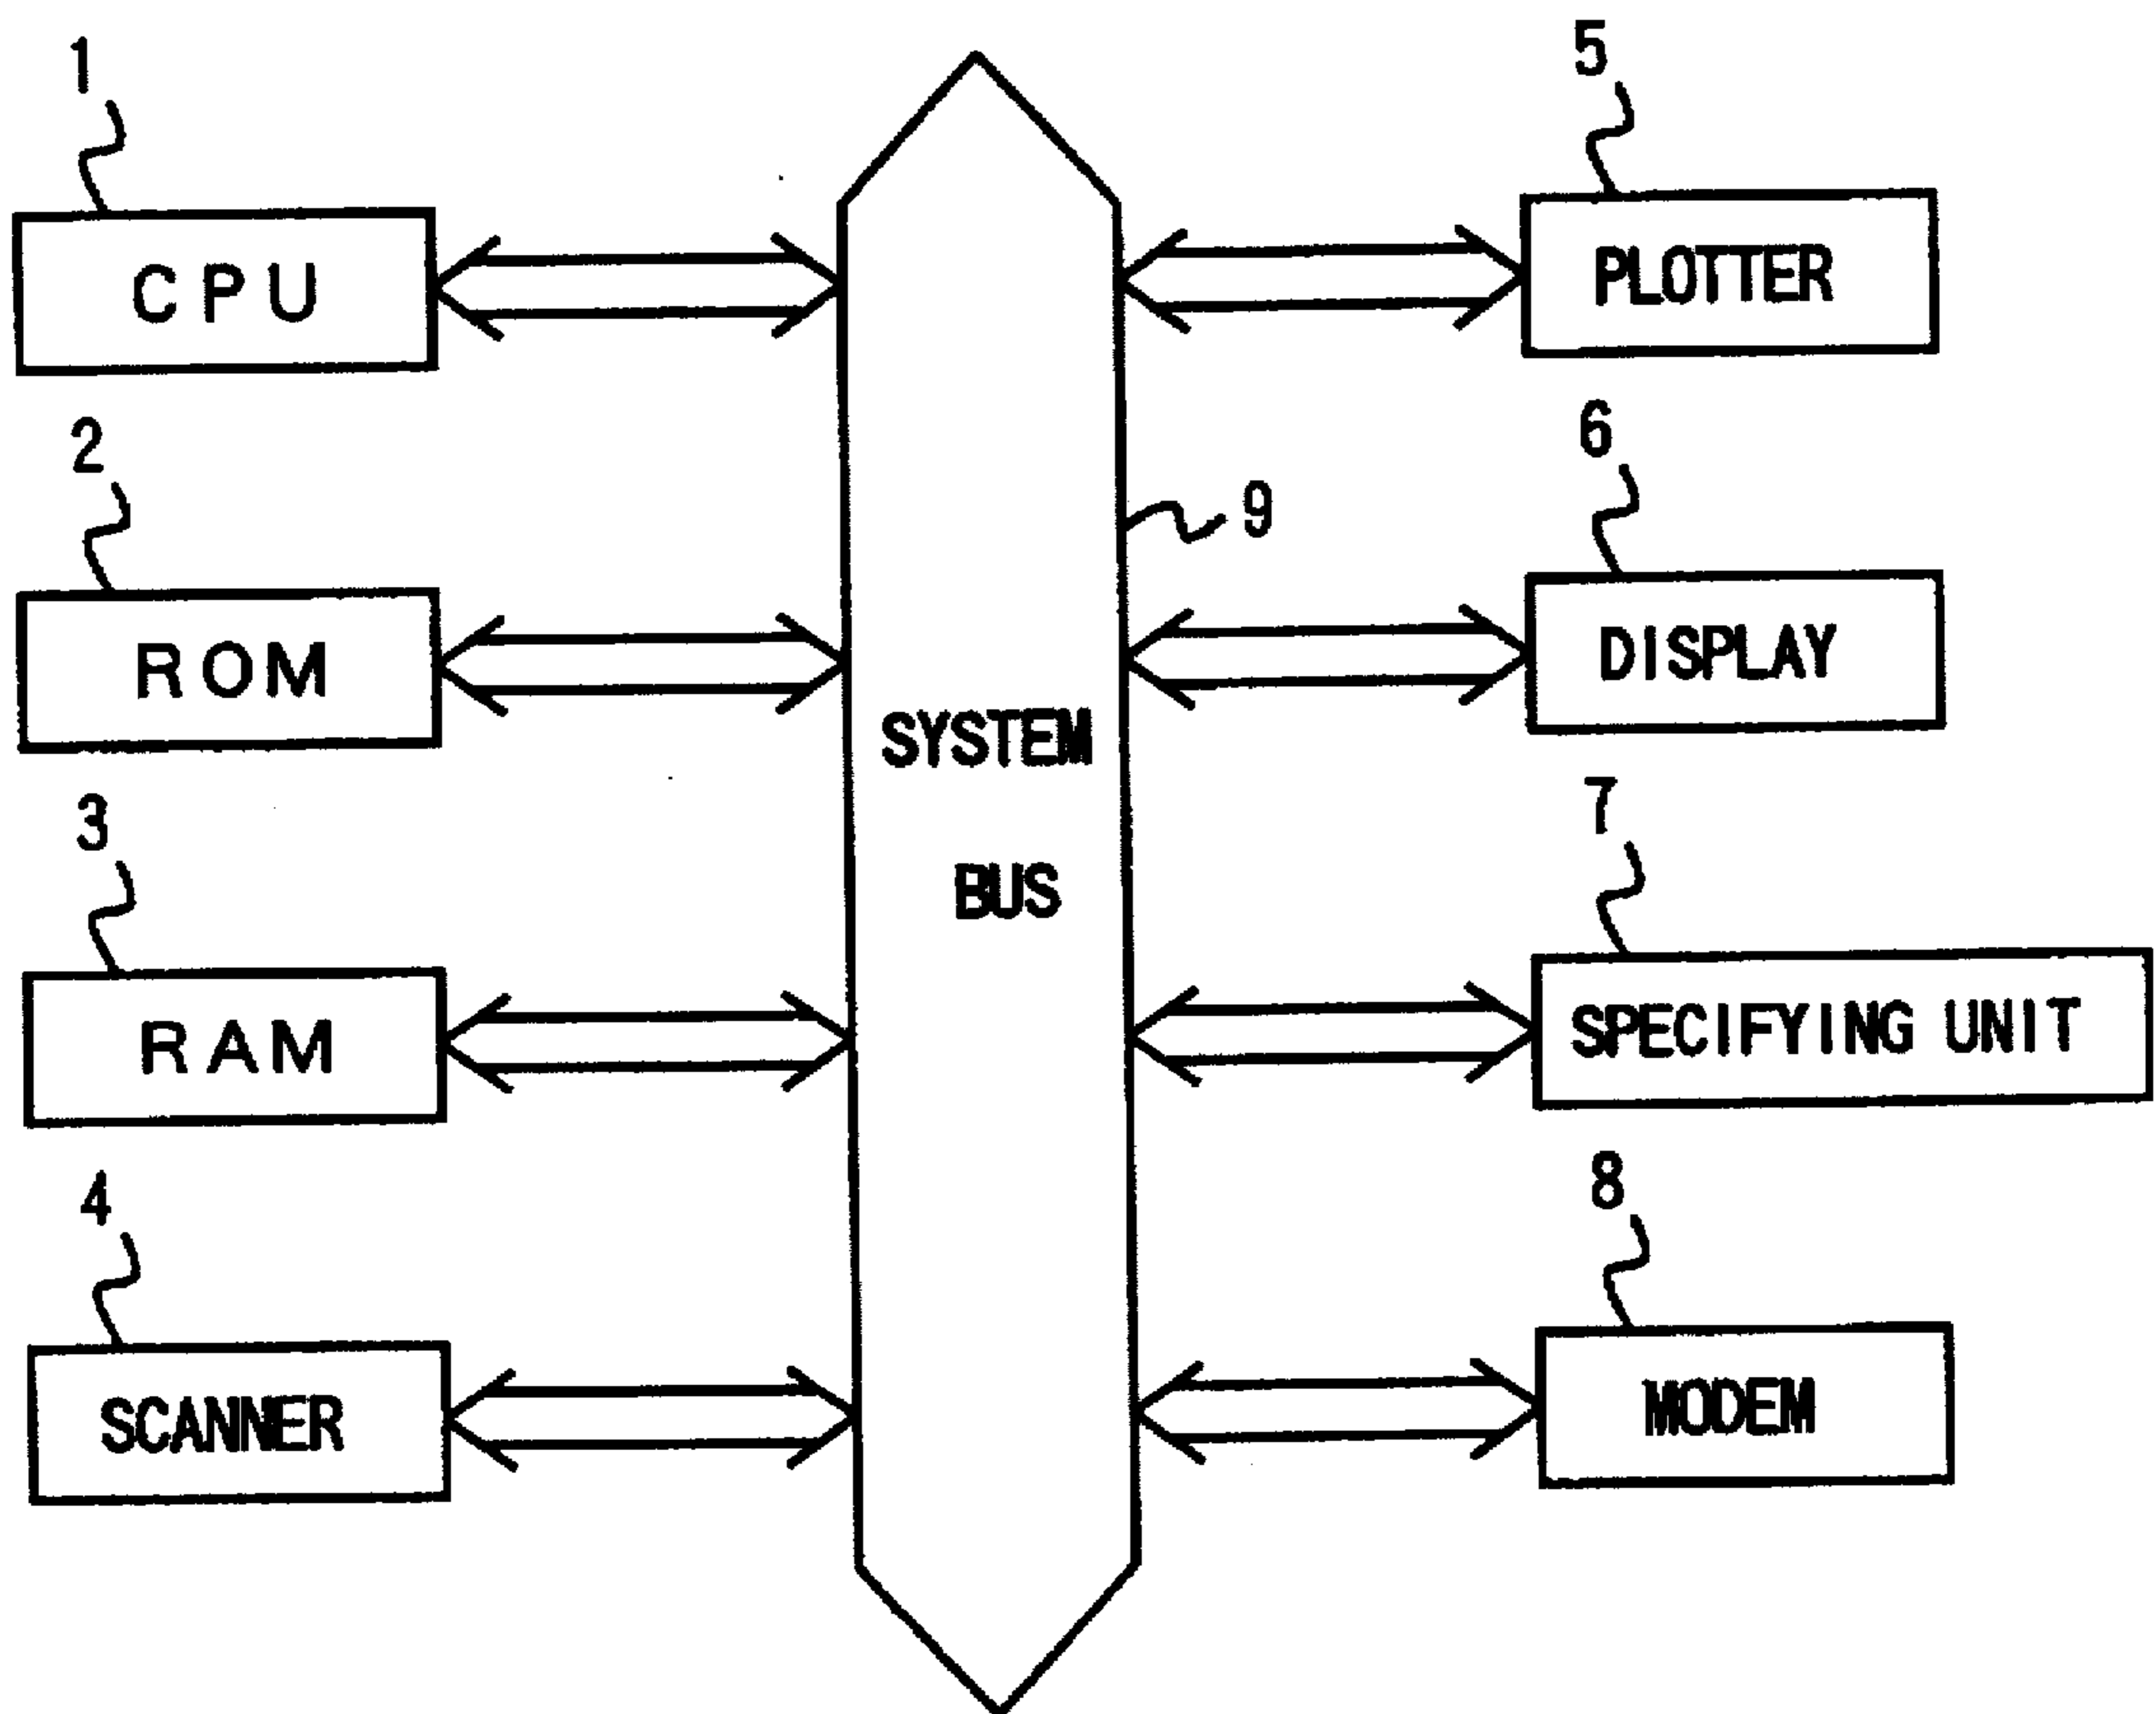 1
CPU
2
ROM
3
RAM
4
SCANNER
SYSTEM
BUS
9
5
PLOTTER
6
DISPLAY
7
SPECIFYING UNIT
8
MODEM